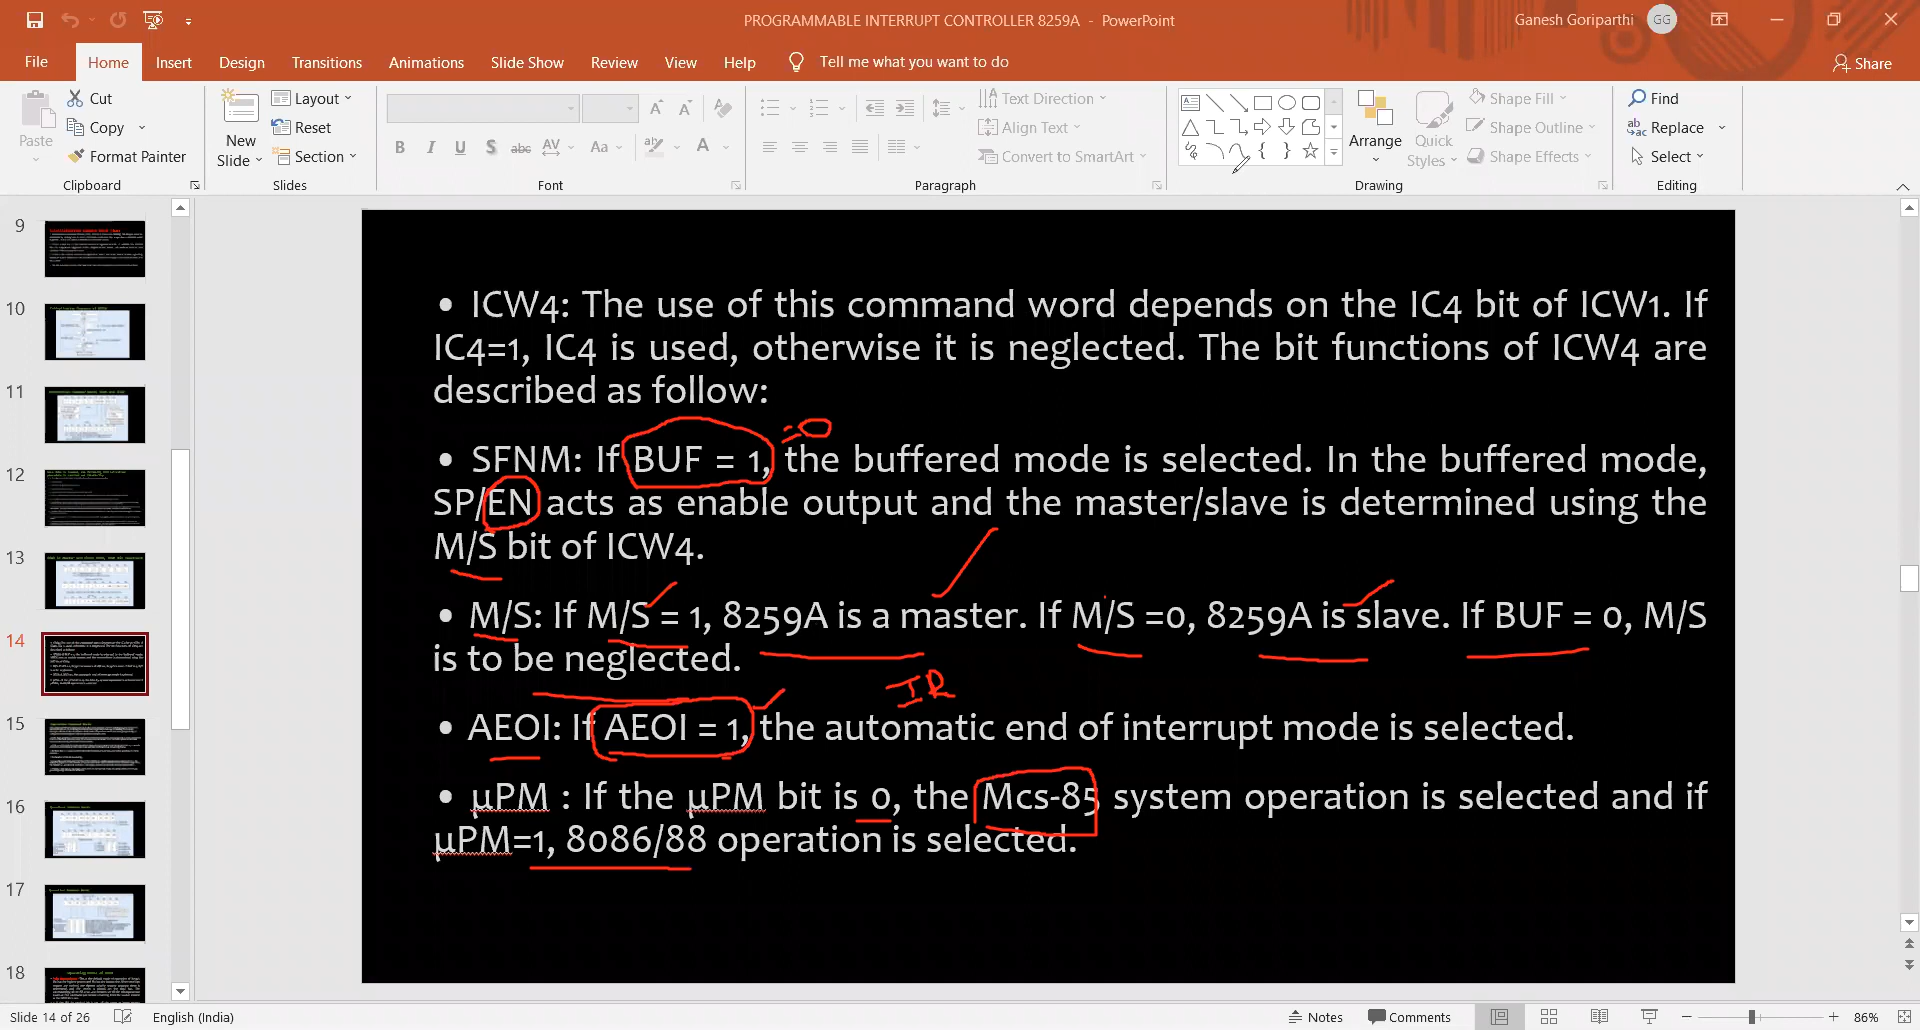 PROGRAMMABLE INTERRUPT CONTROLLER 8259A - PowerPoint
Ganesh Goriparthi GG
File Home Insert Design Transitions Animations Slide Show Review View Help Tell me what you want to do Share
Cut
Copy
Format Painter
Paste
Clipboard
New
Slide
Layout
Reset
Section
Slides
B I U S abc AV Aa A
Font
Text Direction
Align Text
Convert to SmartArt
Paragraph
Arrange
Quick
Styles
Shape Fill
Shape Outline
Shape Effects
Drawing
Find
Replace
Select
Editing
9
10
11
12
13
14
15
16
17
18
• ICW4: The use of this command word depends on the IC4 bit of ICW1. If
IC4=1, IC4 is used, otherwise it is neglected. The bit functions of ICW4 are
described as follow:
=0
• SFNM: If BUF = 1, the buffered mode is selected. In the buffered mode,
SP/EN acts as enable output and the master/slave is determined using the
M/S bit of ICW4.
• M/S: If M/S = 1, 8259A is a master. If M/S =0, 8259A is slave. If BUF = 0, M/S
is to be neglected.
IR
• AEOI: If AEOI = 1, the automatic end of interrupt mode is selected.
• µPM : If the µPM bit is 0, the Mcs-85 system operation is selected and if
µPM=1, 8086/88 operation is selected.
Slide 14 of 26 English (India) Notes Comments 86%